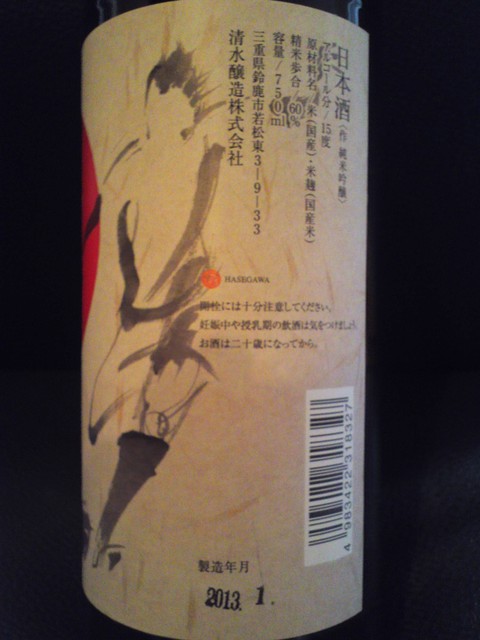 日本酒(作 純米吟醸)
アルコール分/15度
原材料名/米(国産)・米麹(国産米)
精米歩合/60%
容量/750ml
三重県鈴鹿市若松東3-9-33
清水醸造株式会社
HASEGAWA
開栓には十分注意してください。
妊娠中や授乳期の飲酒は気をつけましょう。
お酒は二十歳になってから。
4 983422 318327
製造年月
2013. 1.